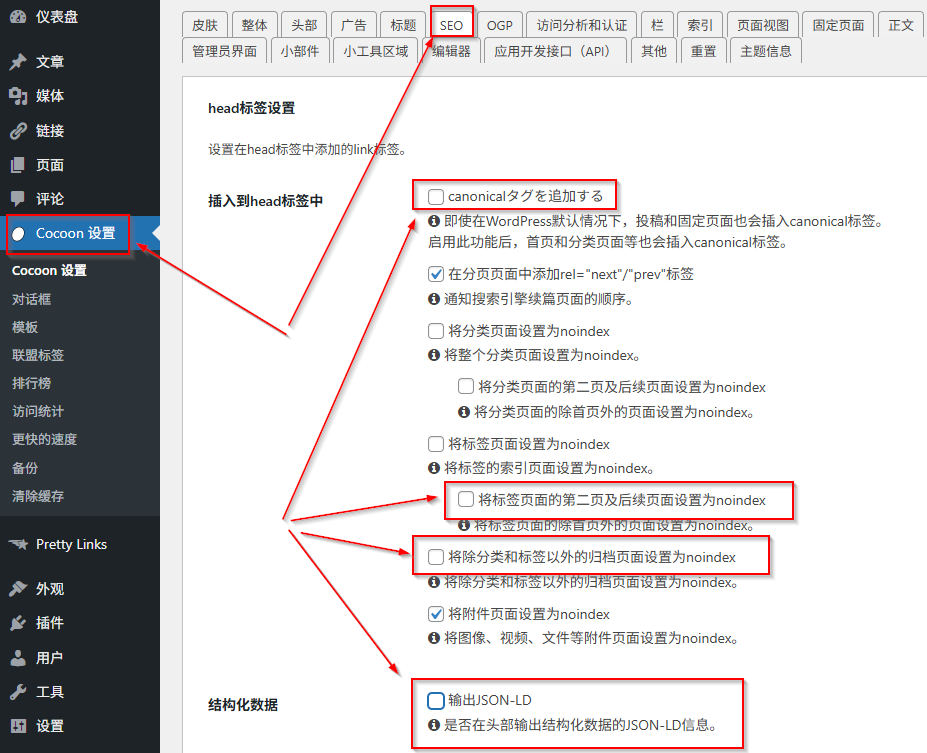 仪表盘
文章
媒体
链接
页面
评论
Cocoon 设置
Cocoon 设置
对话框
模板
联盟标签
排行榜
访问统计
更快的速度
备份
清除缓存
Pretty Links
外观
插件
用户
工具
设置
皮肤 整体 头部 广告 标题 SEO OGP 访问分析和认证 栏 索引 页面视图 固定页面 正文
管理员界面 小部件 小工具区域 编辑器 应用开发接口（API） 其他 重置 主题信息
head标签设置
设置在head标签中添加的link标签。
插入到head标签中
canonicalタグを追加する
即使在WordPress默认情况下，投稿和固定页面也会插入canonical标签。
启用此功能后，首页和分类页面等也会插入canonical标签。
在分页页面中添加rel="next"/"prev"标签
通知搜索引擎续篇页面的顺序。
将分类页面设置为noindex
将整个分类页面设置为noindex。
将分类页面的第二页及后续页面设置为noindex
将分类页面的除首页外的页面设置为noindex。
将标签页面设置为noindex
将标签的索引页面设置为noindex。
将标签页面的第二页及后续页面设置为noindex
将标签页面的除首页外的页面设置为noindex。
将除分类和标签以外的归档页面设置为noindex
将除分类和标签以外的归档页面设置为noindex。
将附件页面设置为noindex
将图像、视频、文件等附件页面设置为noindex。
结构化数据
输出JSON-LD
是否在头部输出结构化数据的JSON-LD信息。